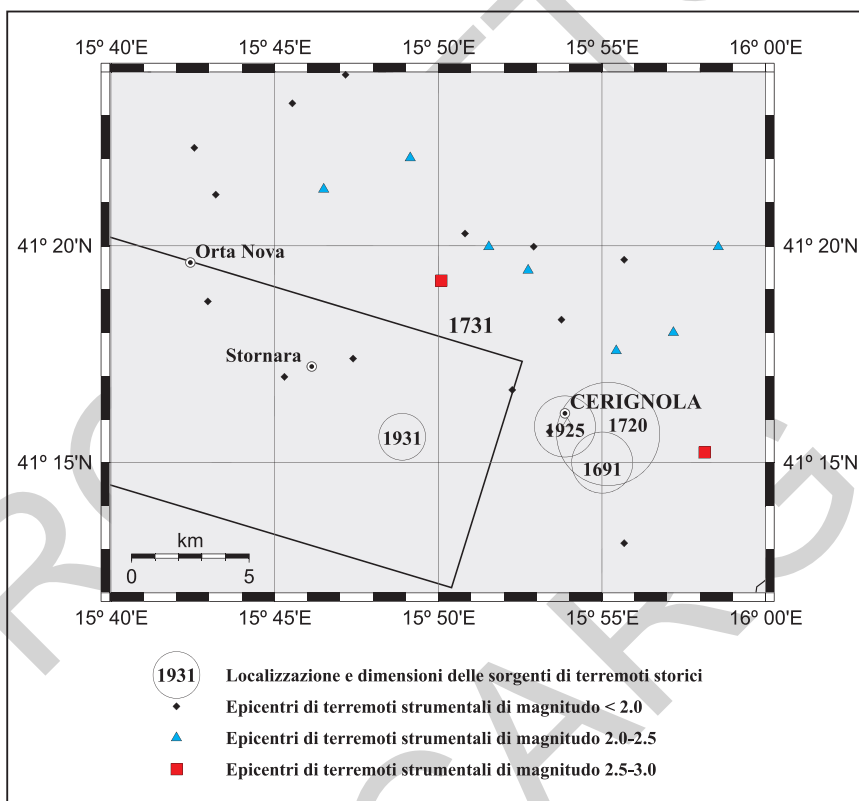 15º 40'E 15º 45'E 15º 50'E 15º 55'E 16º 00'E
41º 20'N 41º 20'N
Orta Nova
1731
Stornara
CERIGNOLA
1925 1720
1931
1691
41º 15'N 41º 15'N
km
0 5
15º 40'E 15º 45'E 15º 50'E 15º 55'E 16º 00'E
1931 Localizzazione e dimensioni delle sorgenti di terremoti storici
Epicentri di terremoti strumentali di magnitudo < 2.0
Epicentri di terremoti strumentali di magnitudo 2.0-2.5
Epicentri di terremoti strumentali di magnitudo 2.5-3.0